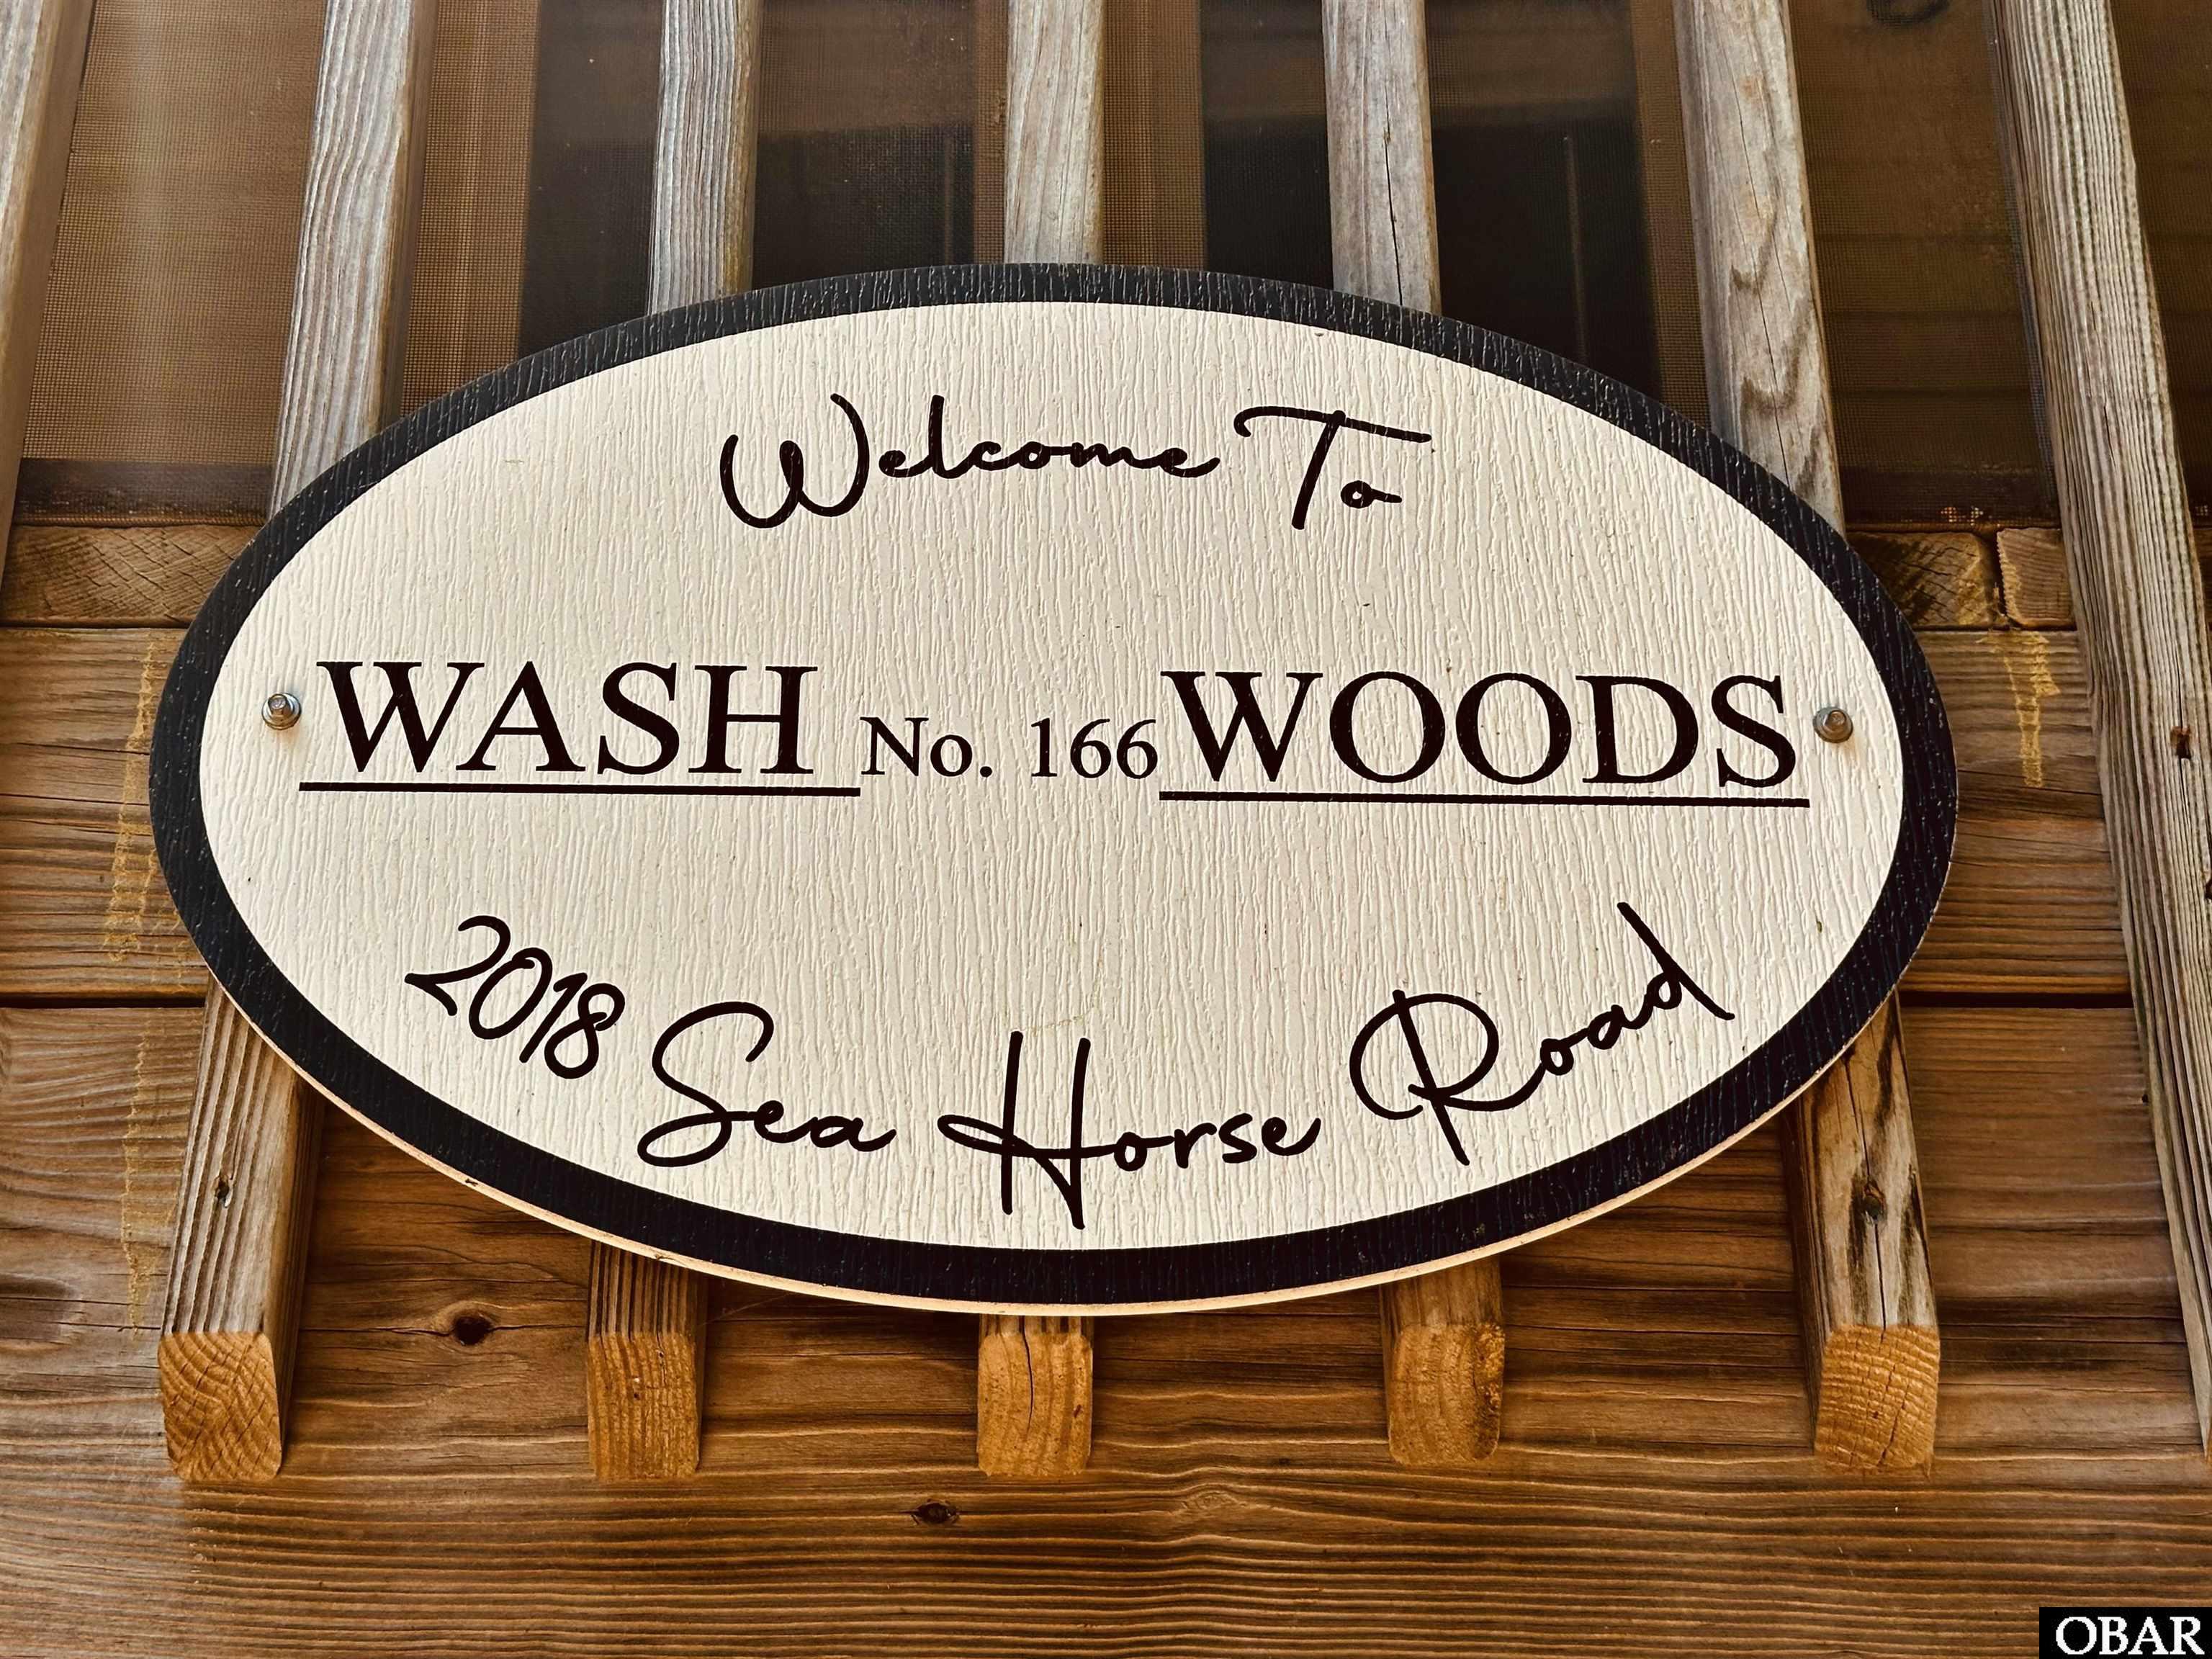 Welcome To
WASH No. 166 WOODS
2018 Sea Horse Road
OBAR